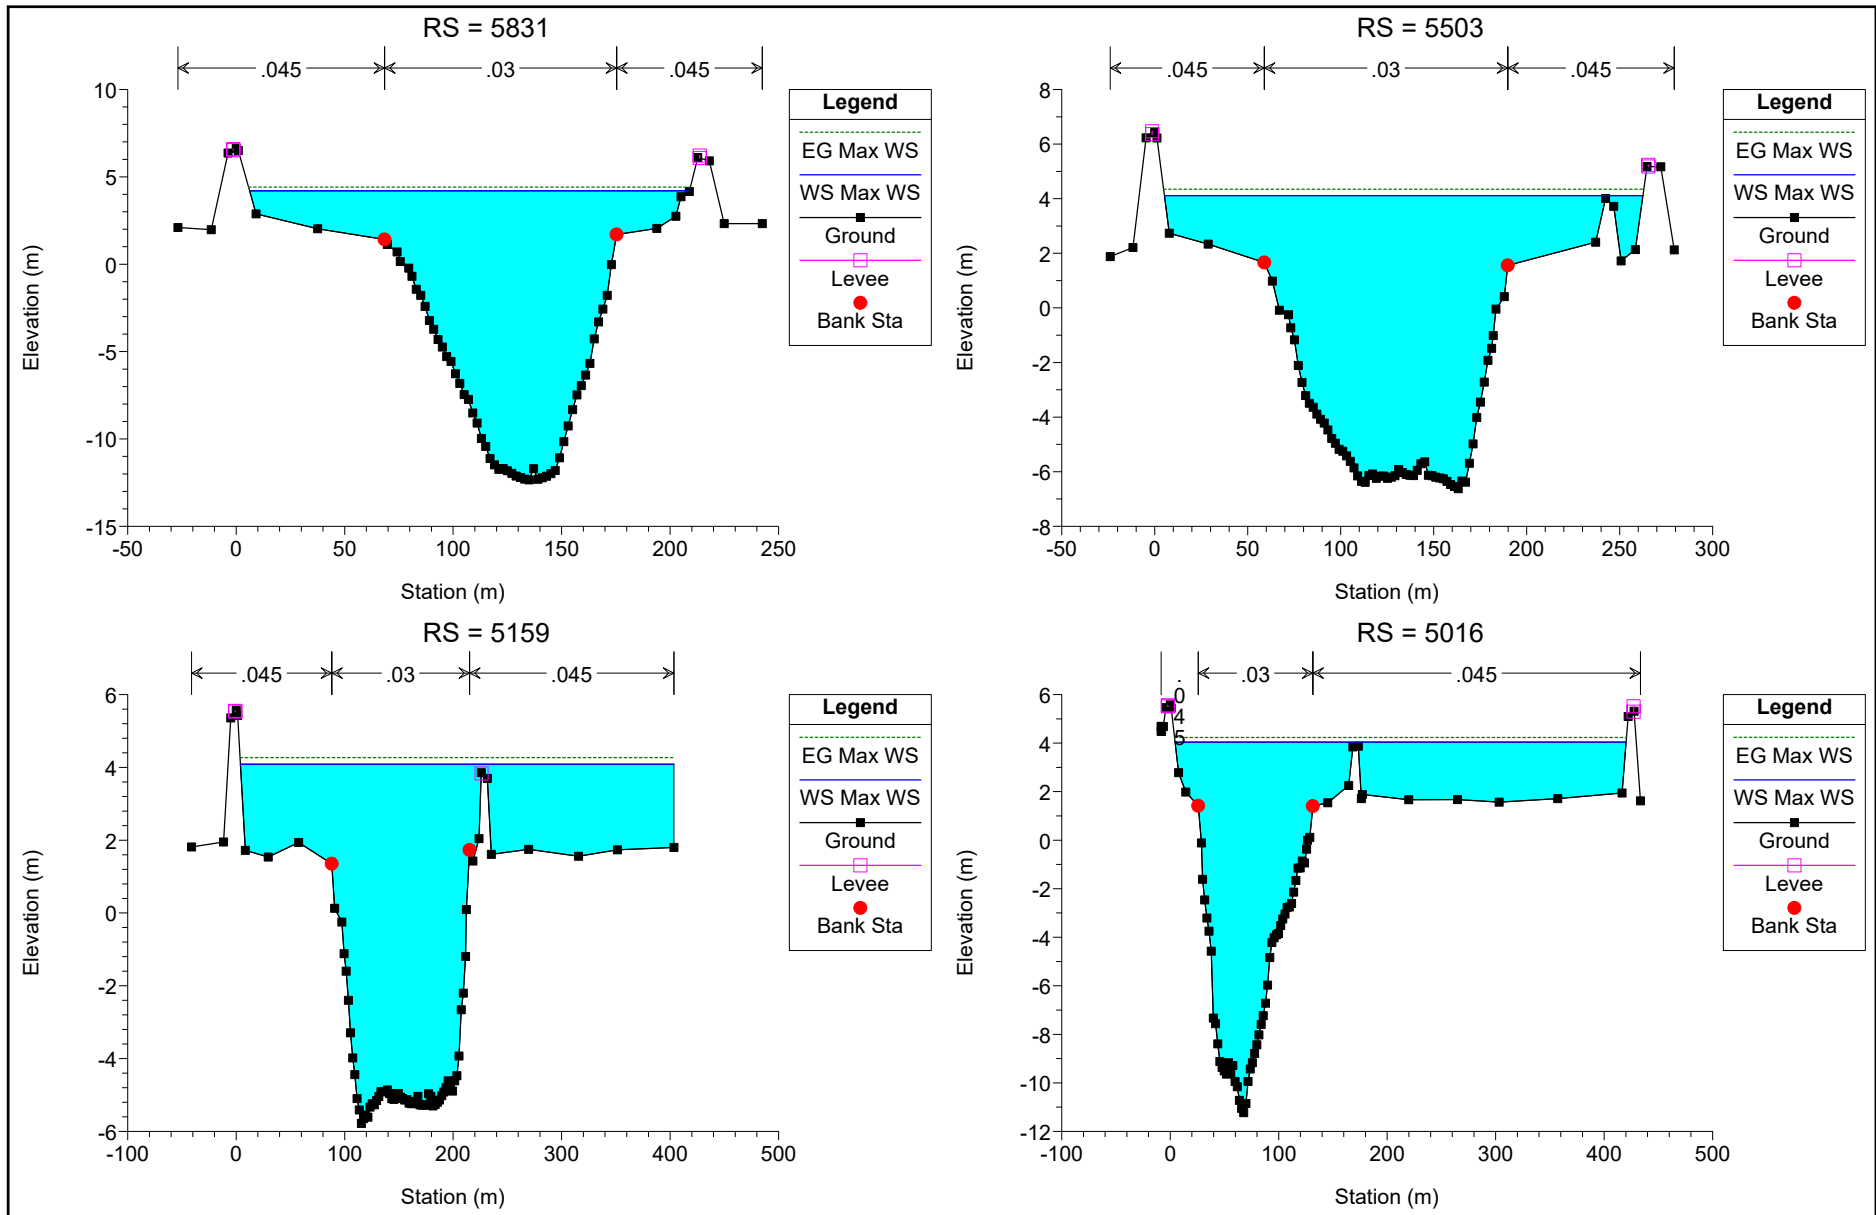 RS = 5831
.045 .03 .045
10
5
0
-5
-10
-15
-50 0 50 100 150 200 250
Elevation (m)
Station (m)
Legend
EG Max WS
WS Max WS
Ground
Levee
Bank Sta
RS = 5503
.045 .03 .045
8
6
4
2
0
-2
-4
-6
-8
-50 0 50 100 150 200 250 300
Elevation (m)
Station (m)
Legend
EG Max WS
WS Max WS
Ground
Levee
Bank Sta
RS = 5159
.045 .03 .045
6
4
2
0
-2
-4
-6
-100 0 100 200 300 400 500
Elevation (m)
Station (m)
Legend
EG Max WS
WS Max WS
Ground
Levee
Bank Sta
RS = 5016
.
0
4
5
.03 .045
6
4
2
0
-2
-4
-6
-8
-10
-12
-100 0 100 200 300 400 500
Elevation (m)
Station (m)
Legend
EG Max WS
WS Max WS
Ground
Levee
Bank Sta